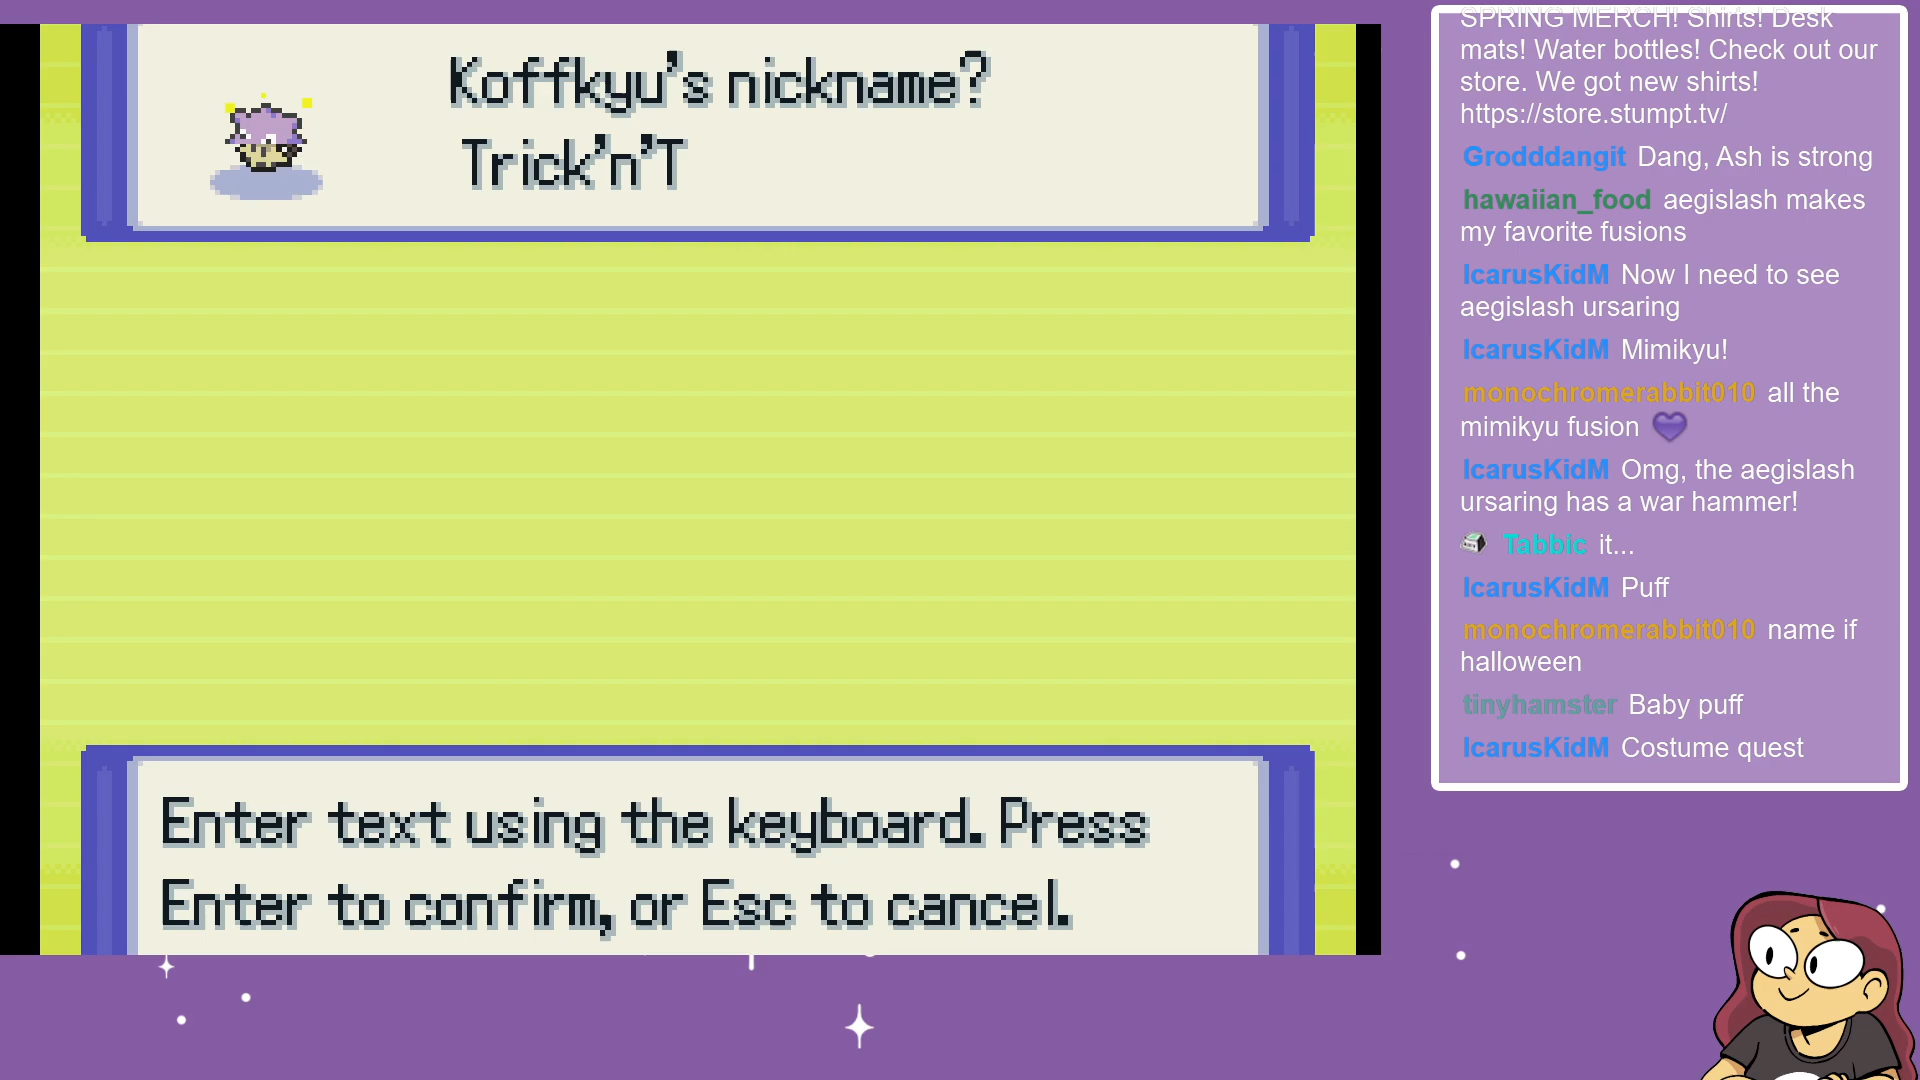 Koffkyu's nickname?
Trick'n'T
Enter text using the keyboard. Press
Enter to confirm, or Esc to cancel.
SPRING MERCH! Shirts! Desk
mats! Water bottles! Check out our
store. We got new shirts!
https://store.stumpt.tv/
Grodddangit Dang, Ash is strong
hawaiian_food aegislash makes
my favorite fusions
IcarusKidM Now I need to see
aegislash ursaring
IcarusKidM Mimikyu!
monochromerabbit010 all the
mimikyu fusion
IcarusKidM Omg, the aegislash
ursaring has a war hammer!
Tabbic it...
IcarusKidM Puff
monochromerabbit010 name if
halloween
tinyhamster Baby puff
IcarusKidM Costume quest